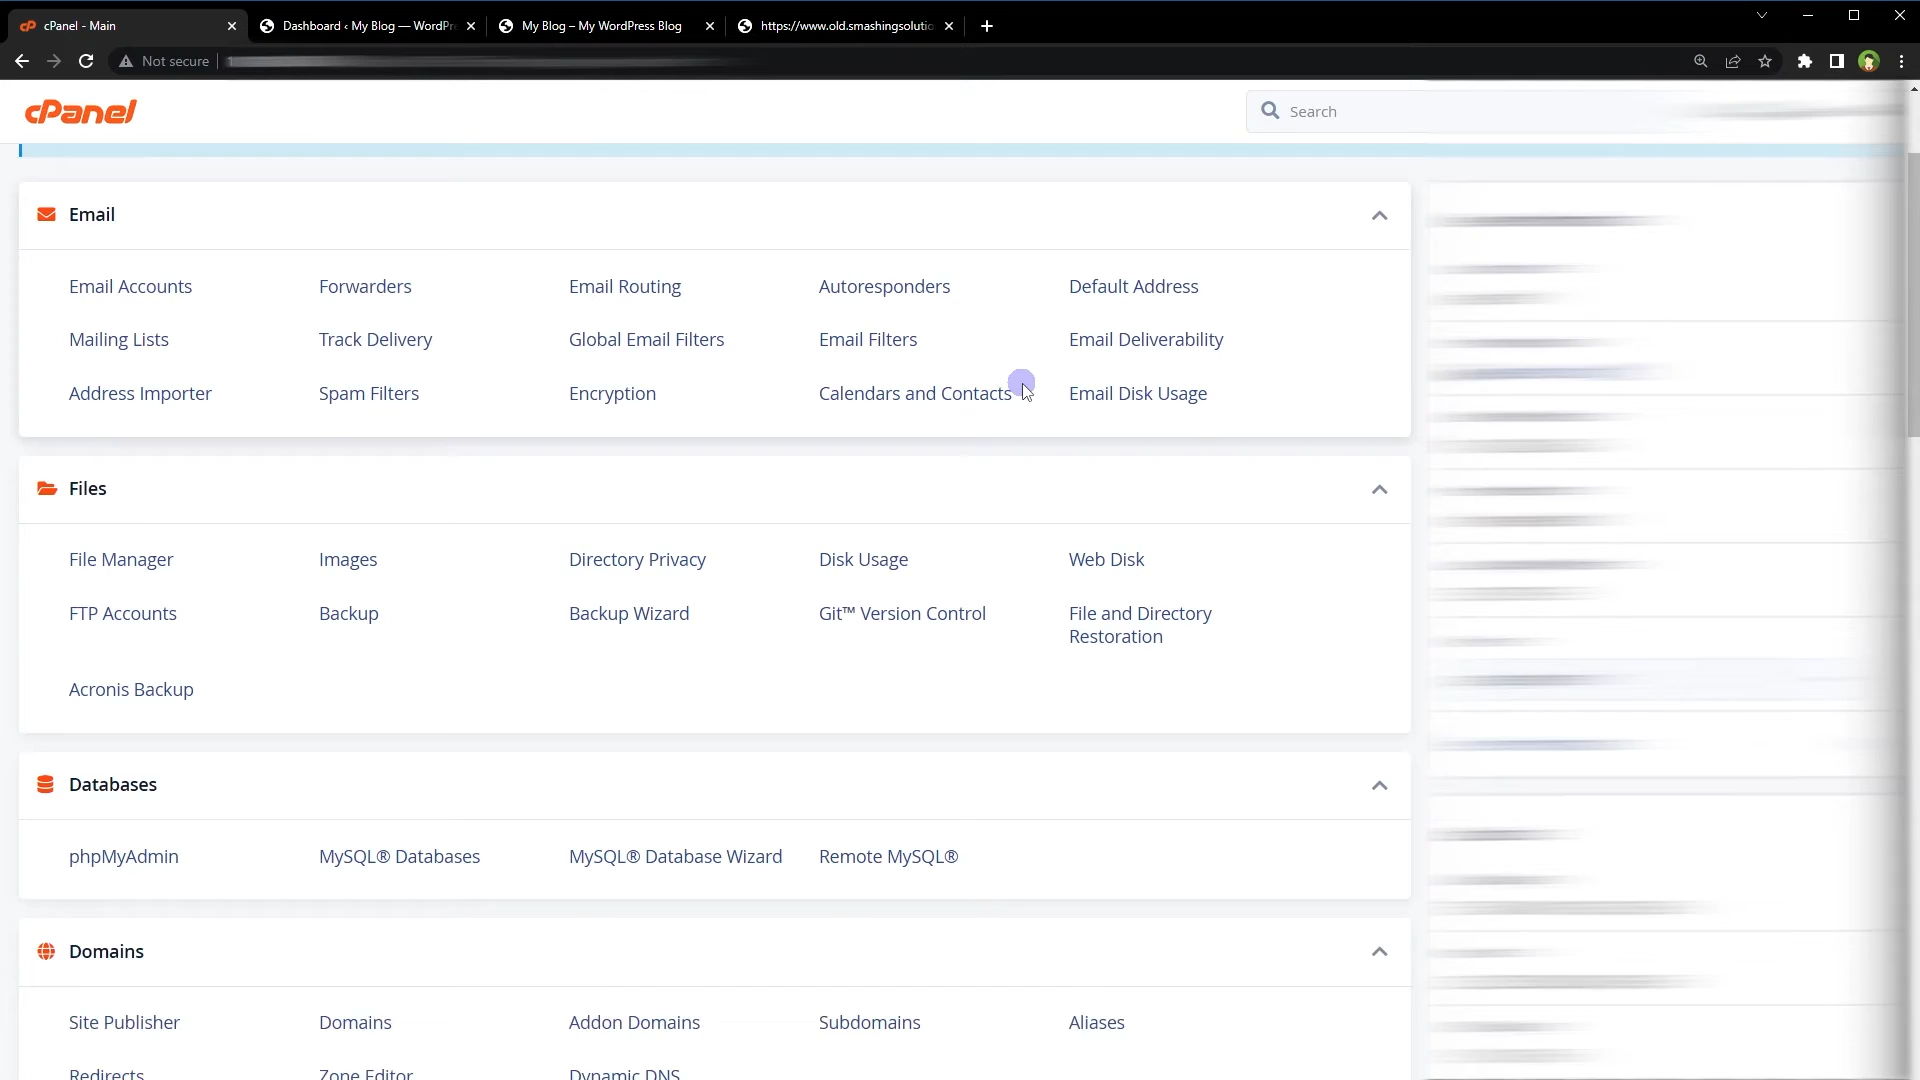 cPanel - Main
Dashboard ‹ My Blog — WordPre
My Blog – My WordPress Blog
https://www.old.smashingsolutio
Not secure
cPanel
Search
Email
Email Accounts
Forwarders
Email Routing
Autoresponders
Default Address
Mailing Lists
Track Delivery
Global Email Filters
Email Filters
Email Deliverability
Address Importer
Spam Filters
Encryption
Calendars and Contacts
Email Disk Usage
Files
File Manager
Images
Directory Privacy
Disk Usage
Web Disk
FTP Accounts
Backup
Backup Wizard
Git™ Version Control
File and Directory
Restoration
Acronis Backup
Databases
phpMyAdmin
MySQL® Databases
MySQL® Database Wizard
Remote MySQL®
Domains
Site Publisher
Domains
Addon Domains
Subdomains
Aliases
Redirects
Zone Editor
Dynamic DNS